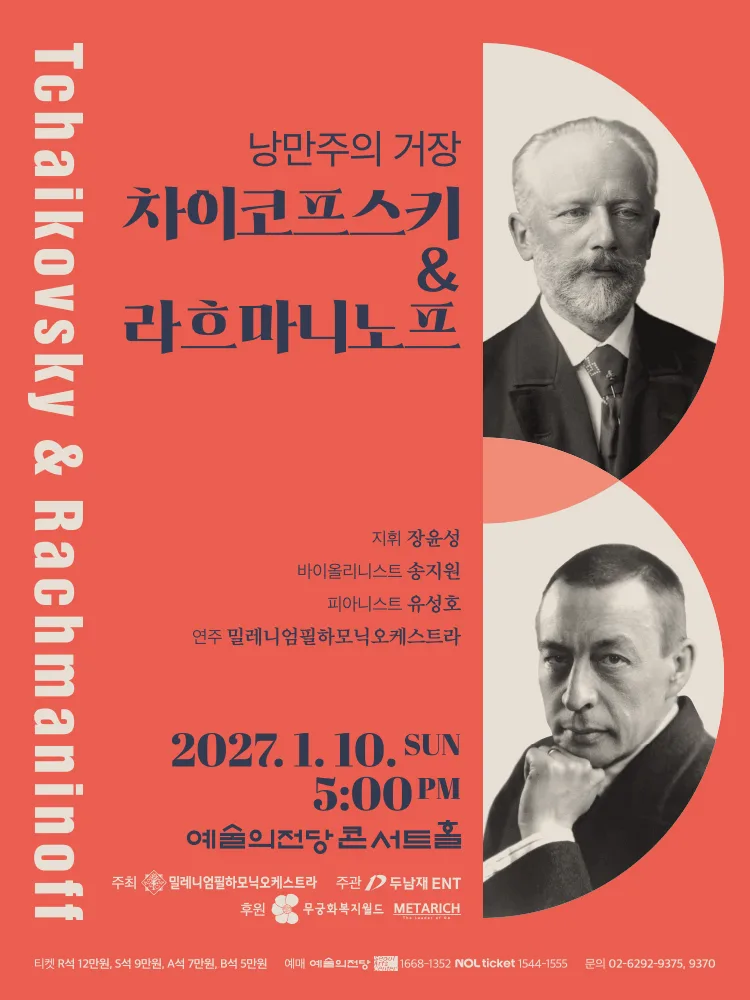 Tchaikovsky & Rachmaninoff
낭만주의 거장
차이코프스키
&
라흐마니노프
지휘 장윤성
바이올리니스트 송지원
피아니스트 유성호
연주 밀레니엄필하모닉오케스트라
2027. 1. 10. SUN
5:00 PM
예술의전당 콘서트홀
주최 밀레니엄필하모닉오케스트라 주관 두남재 ENT
후원 무궁화복지월드 METARICH
티켓 R석 12만원, S석 9만원, A석 7만원, B석 5만원 예매 예술의전당 1668-1352 NOL ticket 1544-1555 문의 02-6292-9375, 9370